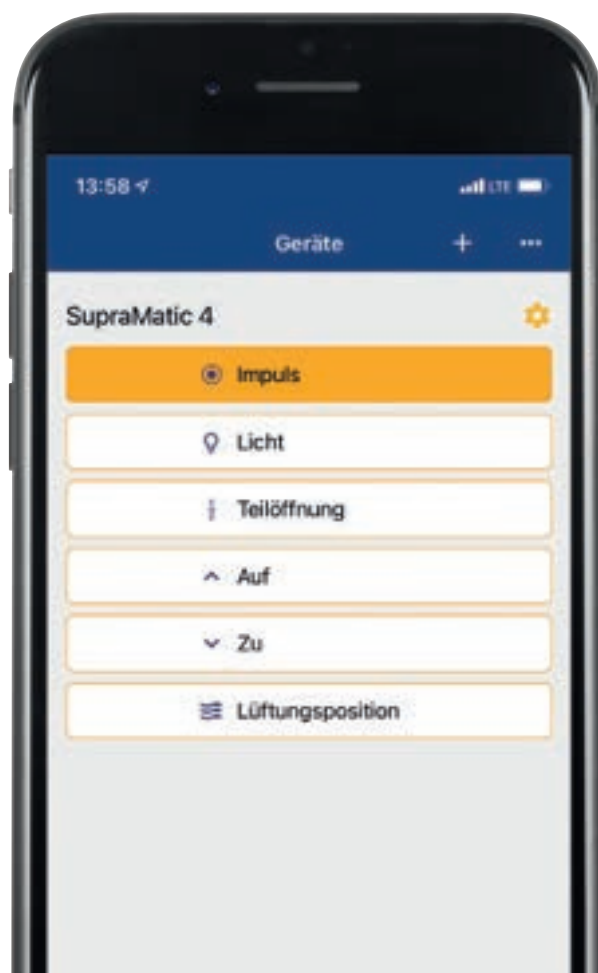 13:58
LTE
Geräte
SupraMatic 4
Impuls
Licht
Teilöffnung
Auf
Zu
Lüftungsposition